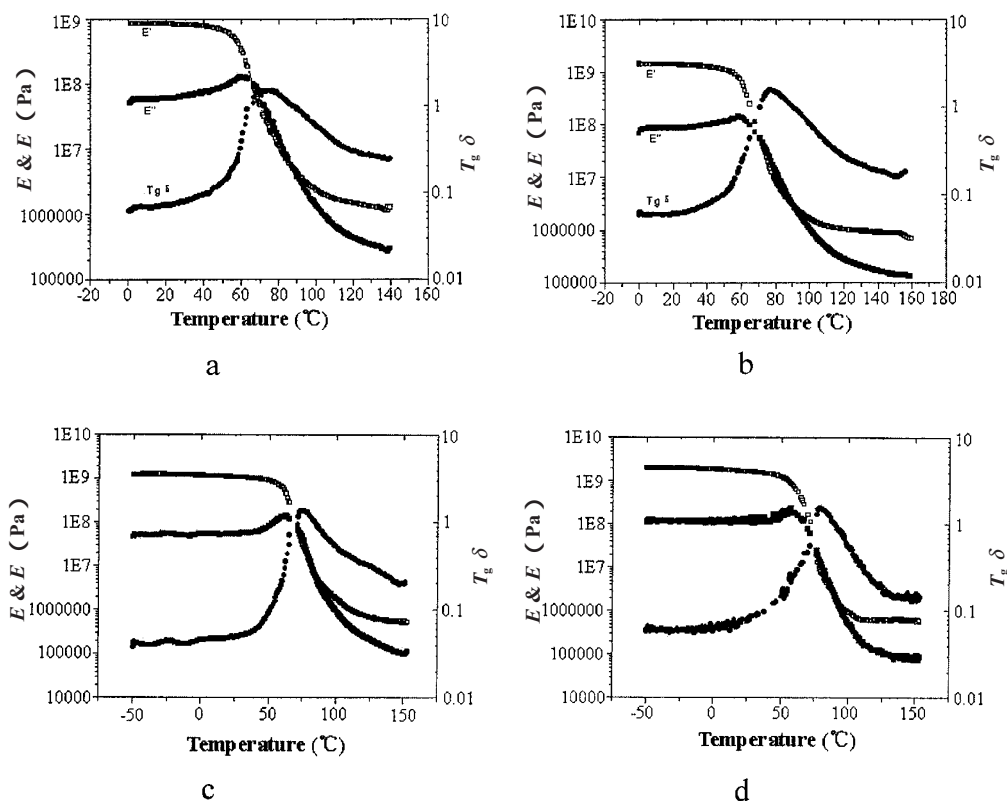 1E9
1E8
1E7
1000000
100000
E & E ( Pa )
10
1
0.1
0.01
Tg δ
E'
E"
Tg δ
-20 0 20 40 60 80 100 120 140 160
Temperature (℃)
a
1E10
1E9
1E8
1E7
1000000
100000
E & E ( Pa )
10
1
0.1
0.01
Tg δ
E'
E"
Tg δ
-20 0 20 40 60 80 100 120 140 160 180
Temperature (℃)
b
1E10
1E9
1E8
1E7
1000000
100000
10000
E & E ( Pa )
10
1
0.1
0.01
Tg δ
-50 0 50 100 150
Temperature (℃)
c
1E10
1E9
1E8
1E7
1000000
100000
10000
E & E ( Pa )
10
1
0.1
0.01
Tg δ
-50 0 50 100 150
Temperature (℃)
d